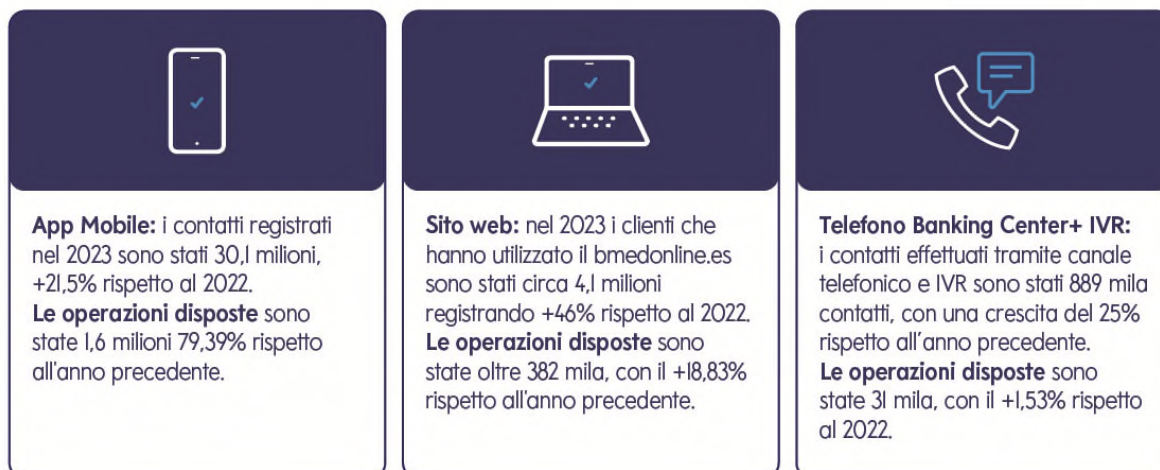 App Mobile: i contatti registrati
nel 2023 sono stati 30,1 milioni,
+21,5% rispetto al 2022.
Le operazioni disposte sono
state 1,6 milioni 79,39% rispetto
all'anno precedente.
Sito web: nel 2023 i clienti che
hanno utilizzato il bmedonline.es
sono stati circa 4,1 milioni
registrando +46% rispetto al 2022.
Le operazioni disposte sono
state oltre 382 mila, con il +18,83%
rispetto all'anno precedente.
Telefono Banking Center+ IVR:
i contatti effettuati tramite canale
telefonico e IVR sono stati 889 mila
contatti, con una crescita del 25%
rispetto all’anno precedente.
Le operazioni disposte sono
state 31 mila, con il +1,53% rispetto
al 2022.